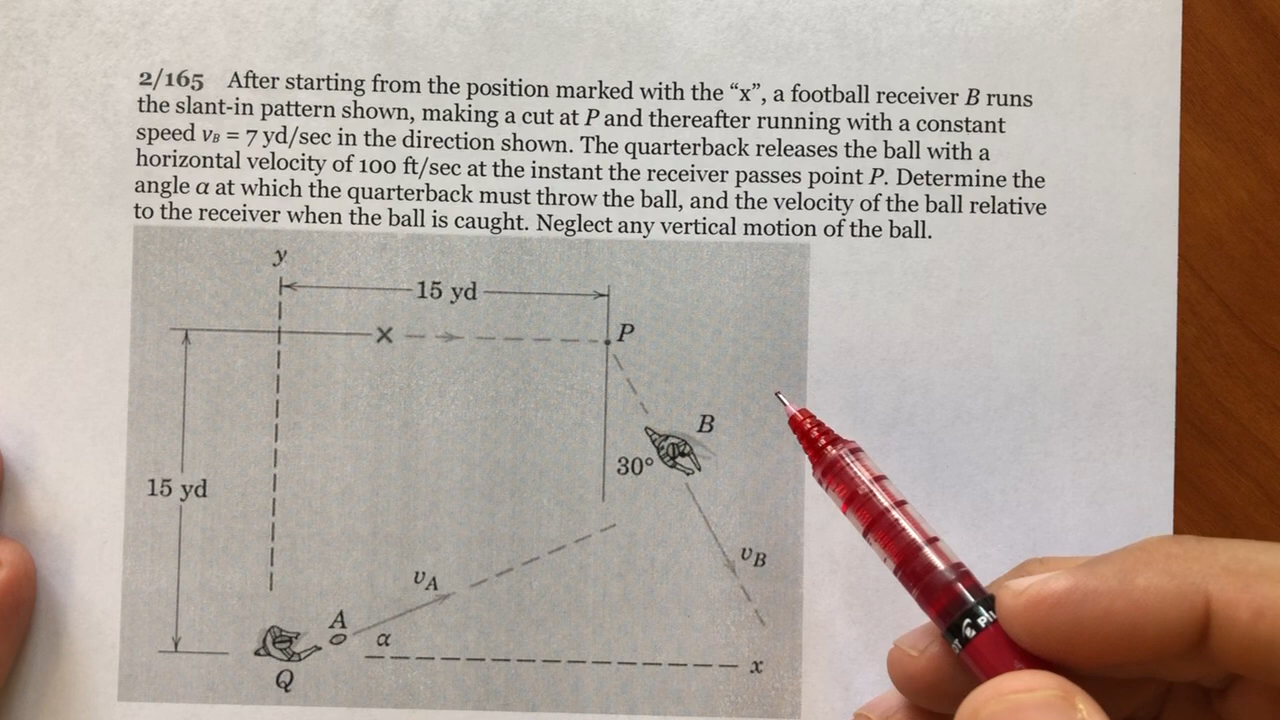 2/165 After starting from the position marked with the “x”, a football receiver B runs
the slant-in pattern shown, making a cut at P and thereafter running with a constant
speed vB = 7 yd/sec in the direction shown. The quarterback releases the ball with a
horizontal velocity of 100 ft/sec at the instant the receiver passes point P. Determine the
angle α at which the quarterback must throw the ball, and the velocity of the ball relative
to the receiver when the ball is caught. Neglect any vertical motion of the ball.
y
15 yd
x
P
B
30°
15 yd
vB
vA
A
α
x
Q